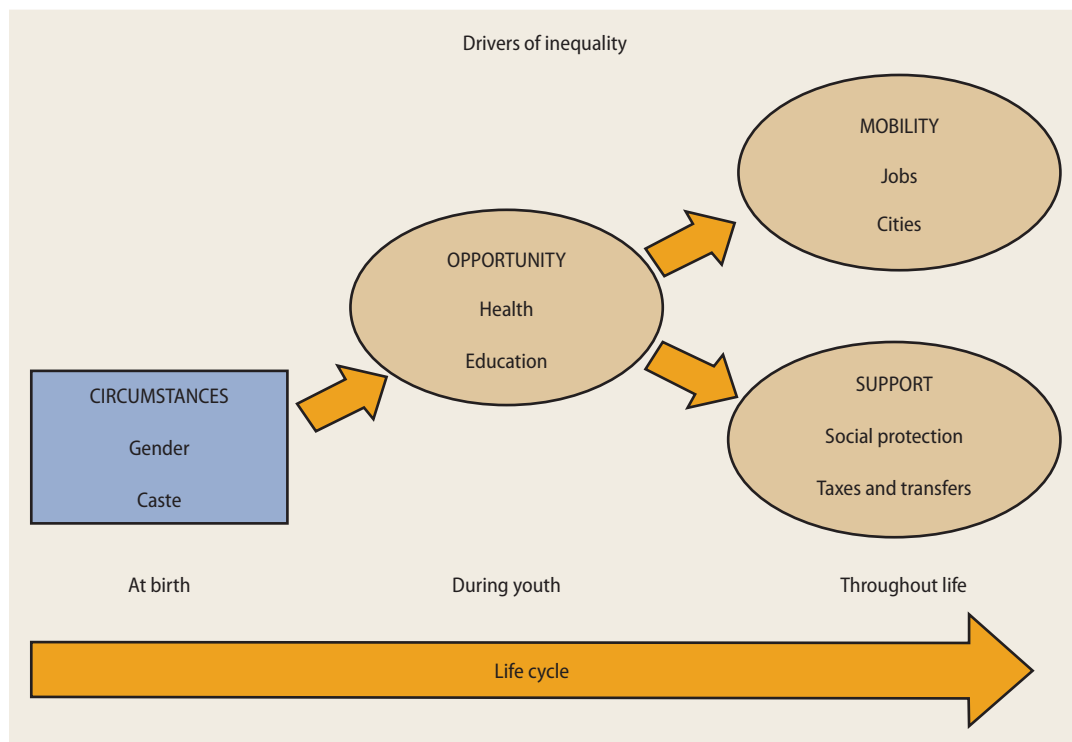 Drivers of inequality
MOBILITY
Jobs
Cities
OPPORTUNITY
Health
Education
CIRCUMSTANCES
Gender
Caste
SUPPORT
Social protection
Taxes and transfers
At birth
During youth
Throughout life
Life cycle